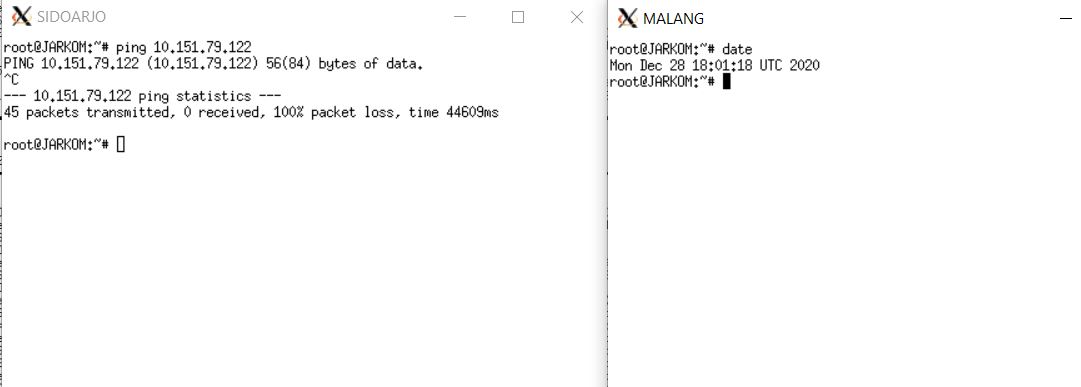 SIDOARJO
root@JARKOM:~# ping 10.151.79.122
PING 10.151.79.122 (10.151.79.122) 56(84) bytes of data.
^C
--- 10.151.79.122 ping statistics ---
45 packets transmitted, 0 received, 100% packet loss, time 44609ms
root@JARKOM:~#
MALANG
root@JARKOM:~# date
Mon Dec 28 18:01:18 UTC 2020
root@JARKOM:~#